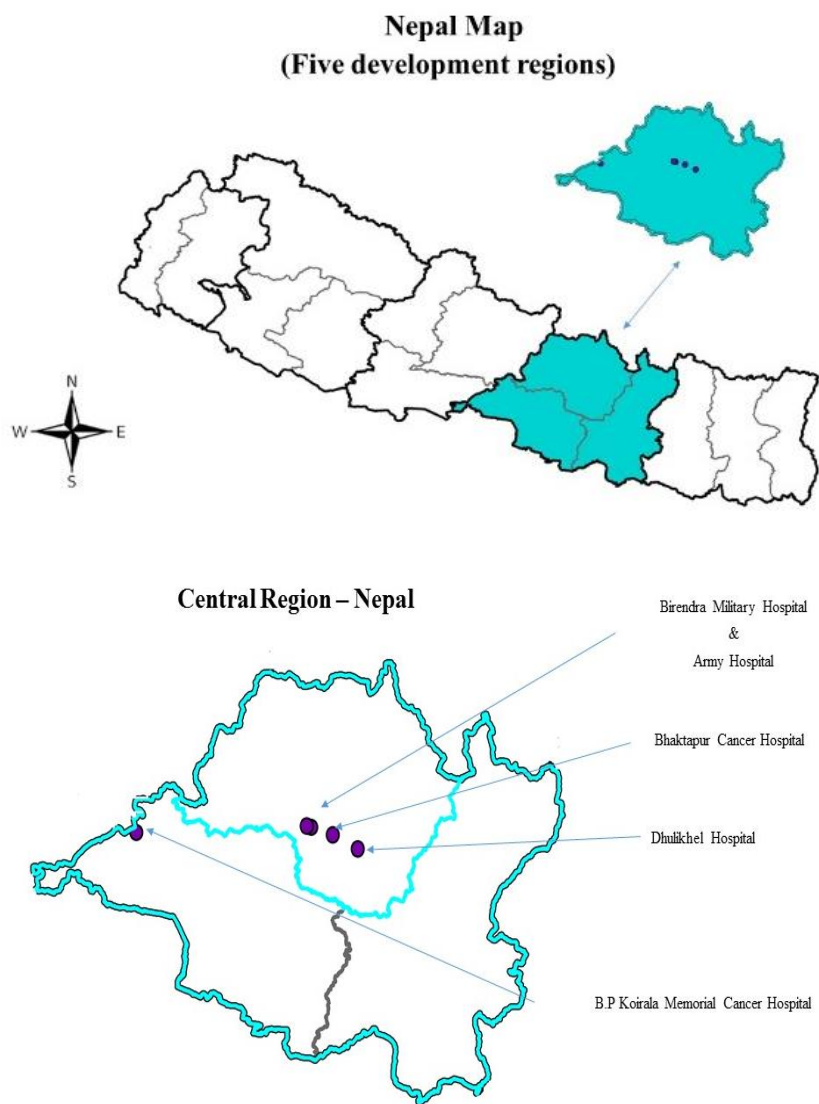 Nepal Map
(Five development regions)
N
W E
S
Central Region – Nepal
Birendra Military Hospital
&
Army Hospital
Bhaktapur Cancer Hospital
Dhulikhel Hospital
B.P Koirala Memorial Cancer Hospital